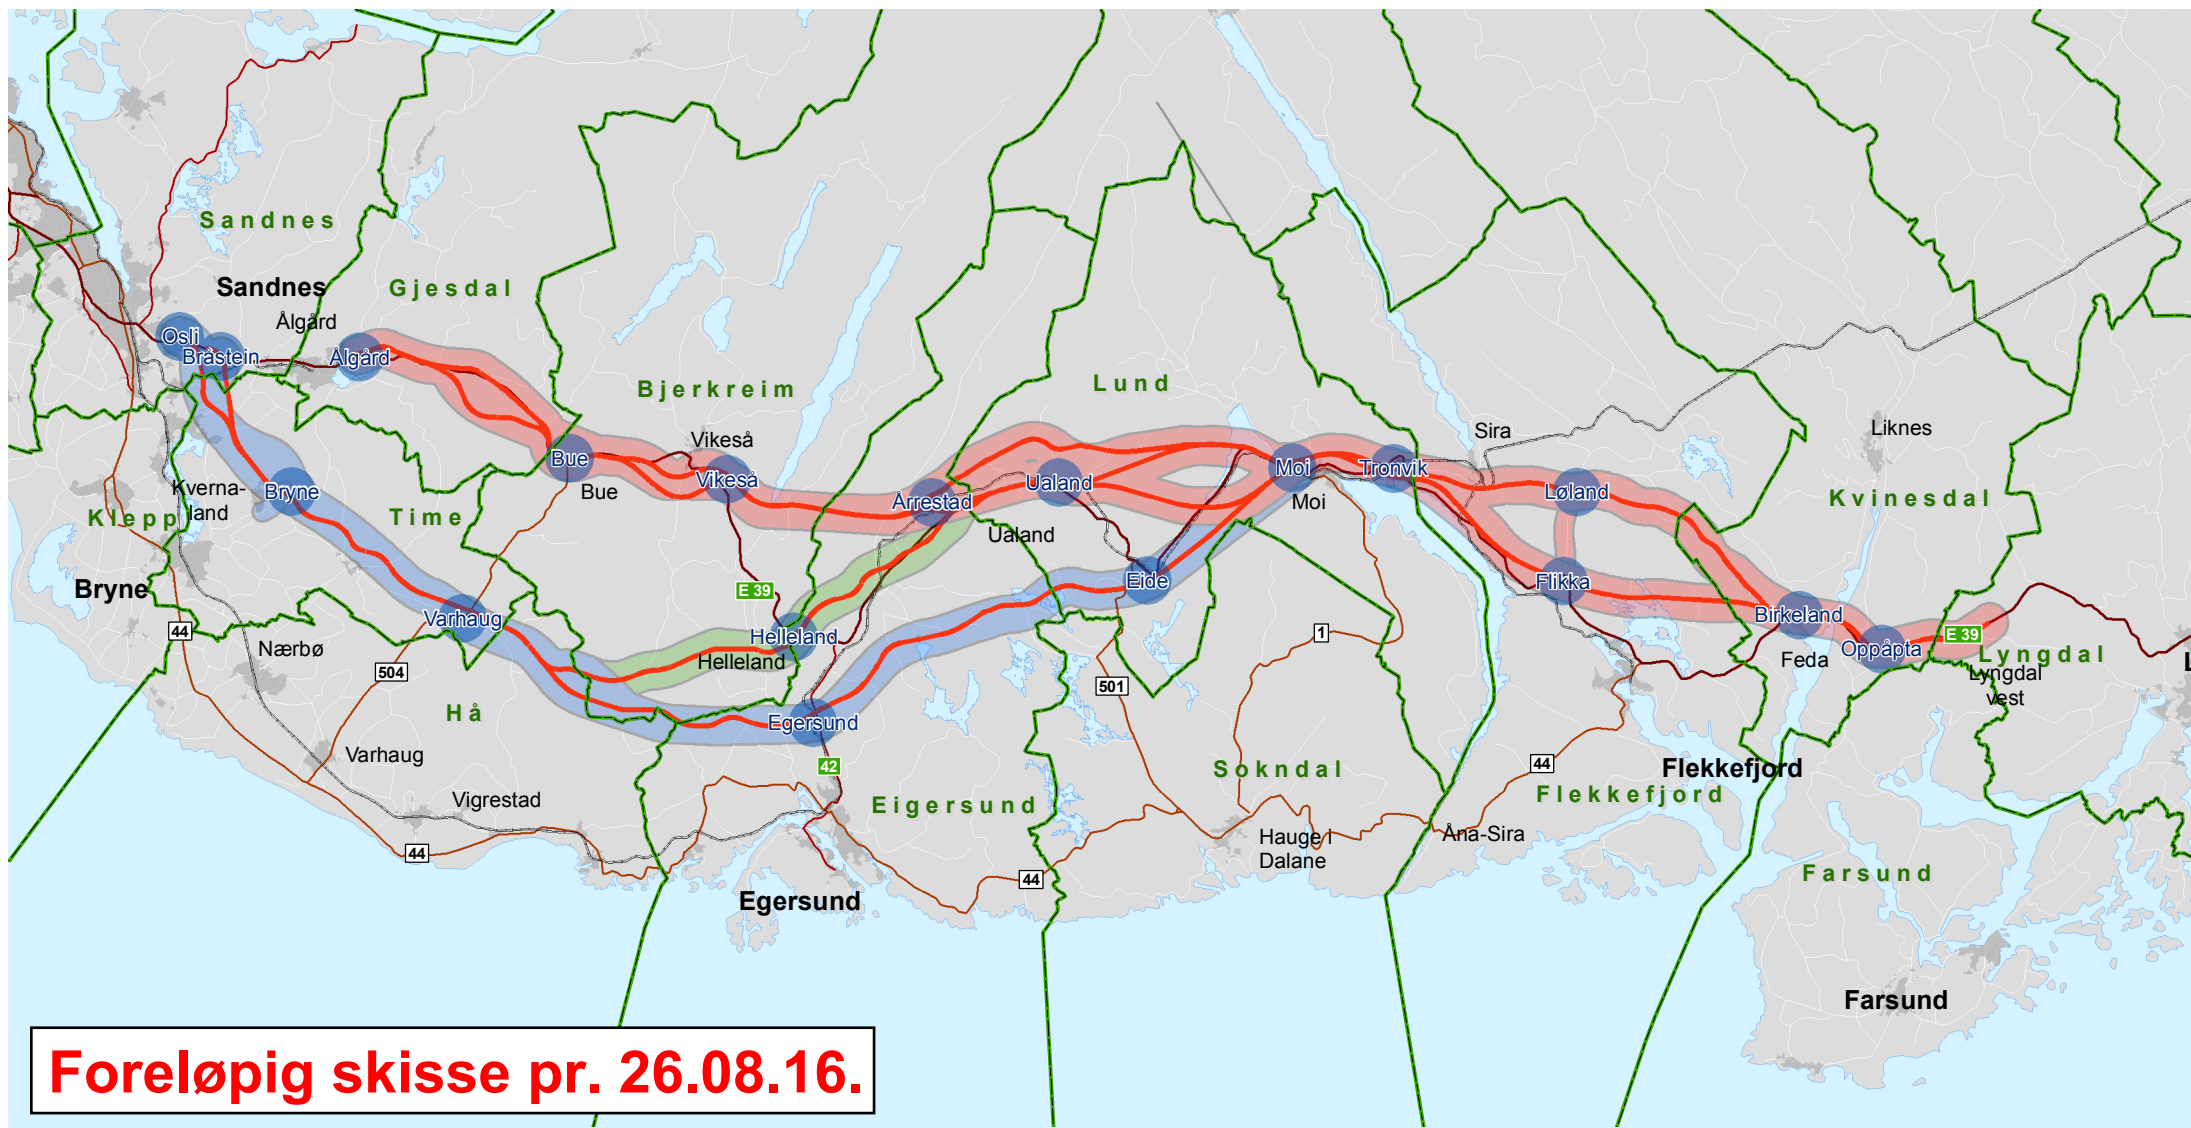 Sandnes
Sandnes
Gjesdal
Ålgård
Osli
Bråstein
Ålgård
Bjerkreim
Lund
Vikeså
Bue
Vikeså
Bue
Årrestad
Ualand
Ualand
Moi
Moi
Tronvik
Sira
Løland
Liknes
Kvinesdal
Kverna-
land
Bryne
Klepp
Time
Bryne
Varhaug
E 39
Helleland
Helleland
Eide
Flikka
Birkeland
Oppåpta
E 39
Lyngdal
Lyngdal
vest
Feda
L
44
Nærbø
504
Hå
Egersund
501
1
42
Varhaug
Vigrestad
44
Eigersund
Sokndal
44
Flekkefjord
Flekkefjord
Hauge i
Dalane
Åna-Sira
44
Egersund
Farsund
Farsund
Foreløpig skisse pr. 26.08.16.